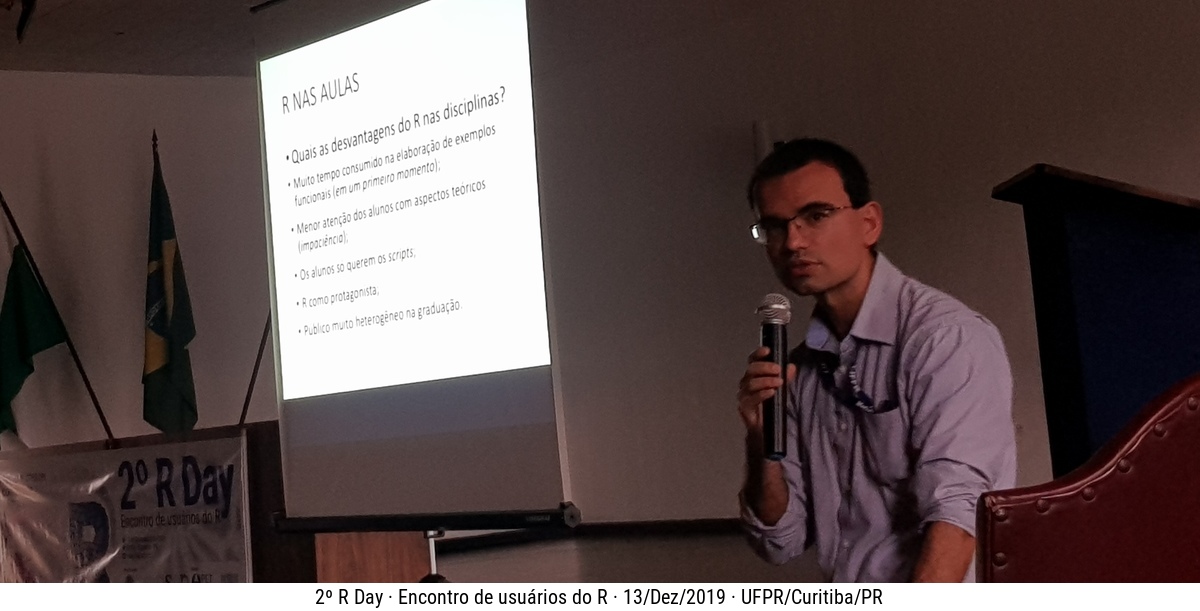 R NAS AULAS
• Quais as desvantagens do R nas disciplinas?
• Muito tempo consumido na elaboração de exemplos
funcionais (em um primeiro momento);
• Menor atenção dos alunos com aspectos teóricos
(impaciência);
• Os alunos so querem os scripts;
• R como protagonista;
• Publico muito heterogêneo na graduação.
2º R Day
Encontro de usuários do R
2º R Day · Encontro de usuários do R · 13/Dez/2019 · UFPR/Curitiba/PR